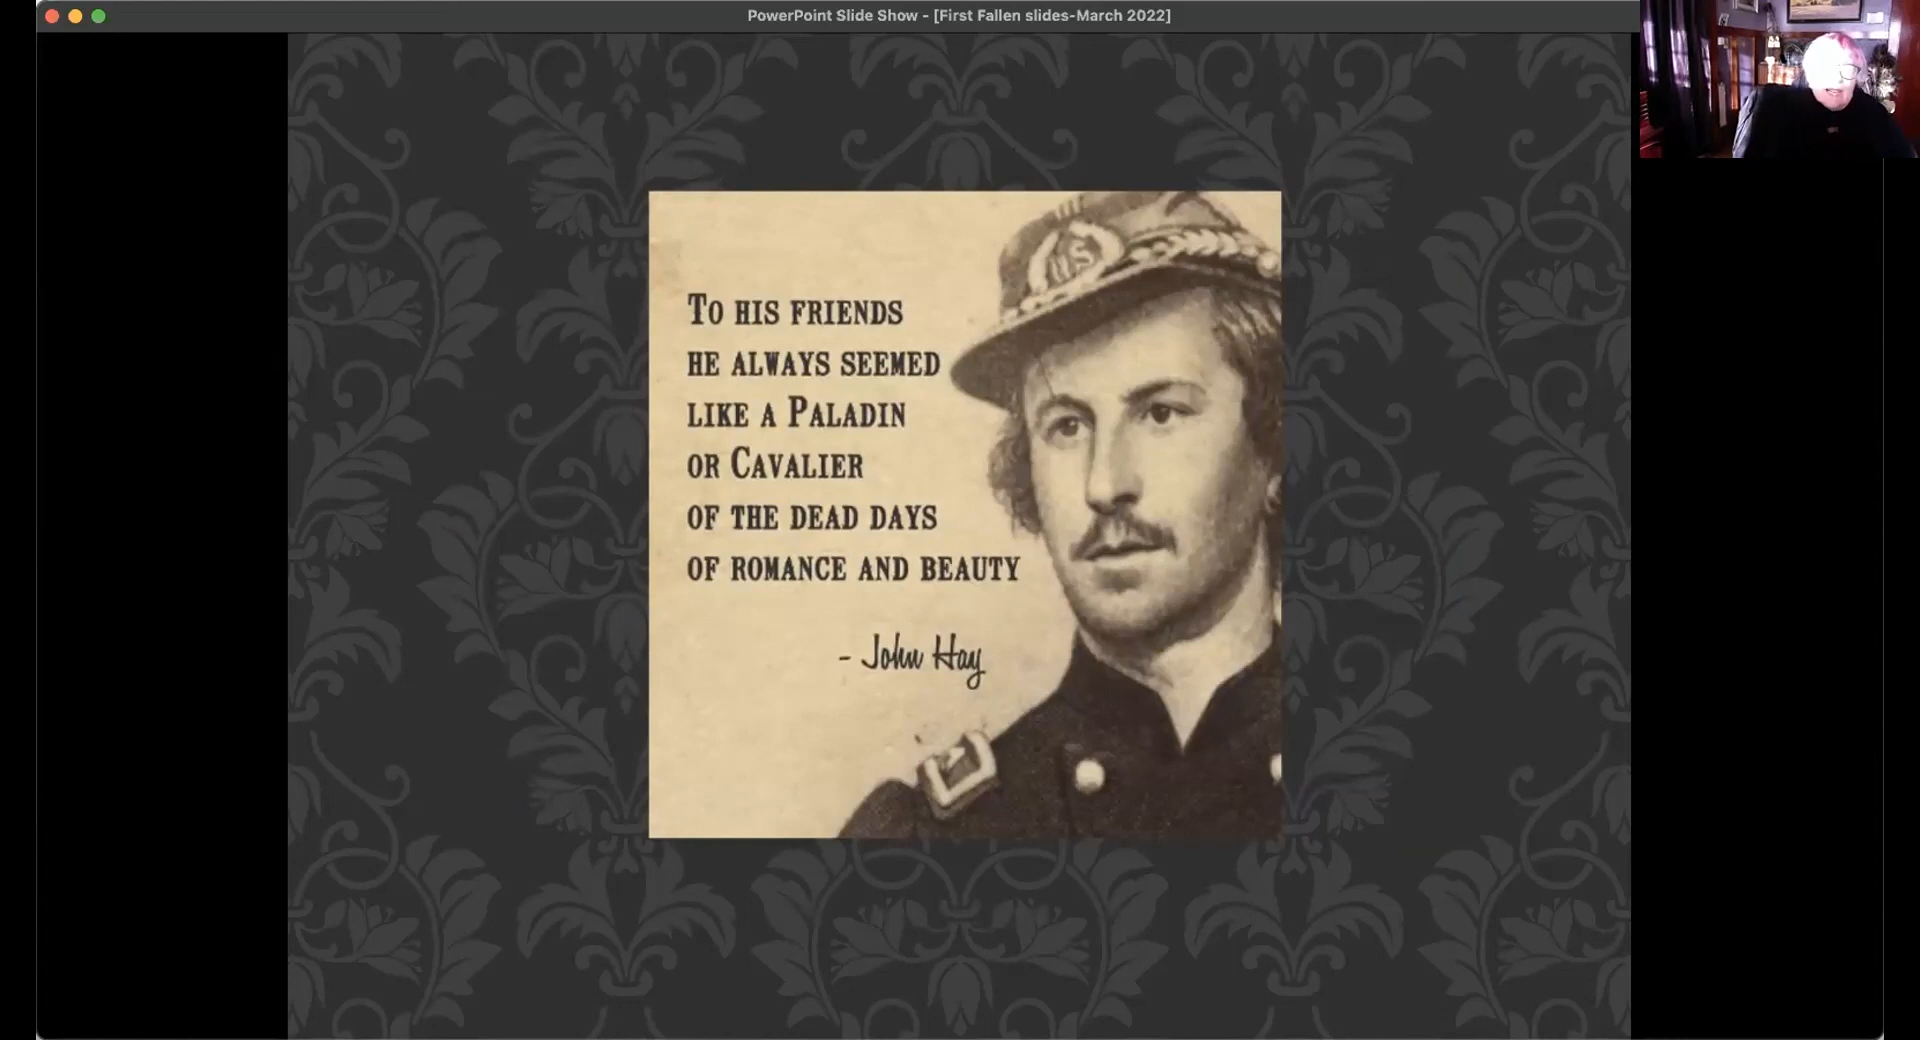 PowerPoint Slide Show - [First Fallen slides-March 2022]
US
TO HIS FRIENDS
HE ALWAYS SEEMED
LIKE A PALADIN
OR CAVALIER
OF THE DEAD DAYS
OF ROMANCE AND BEAUTY
- John Hay